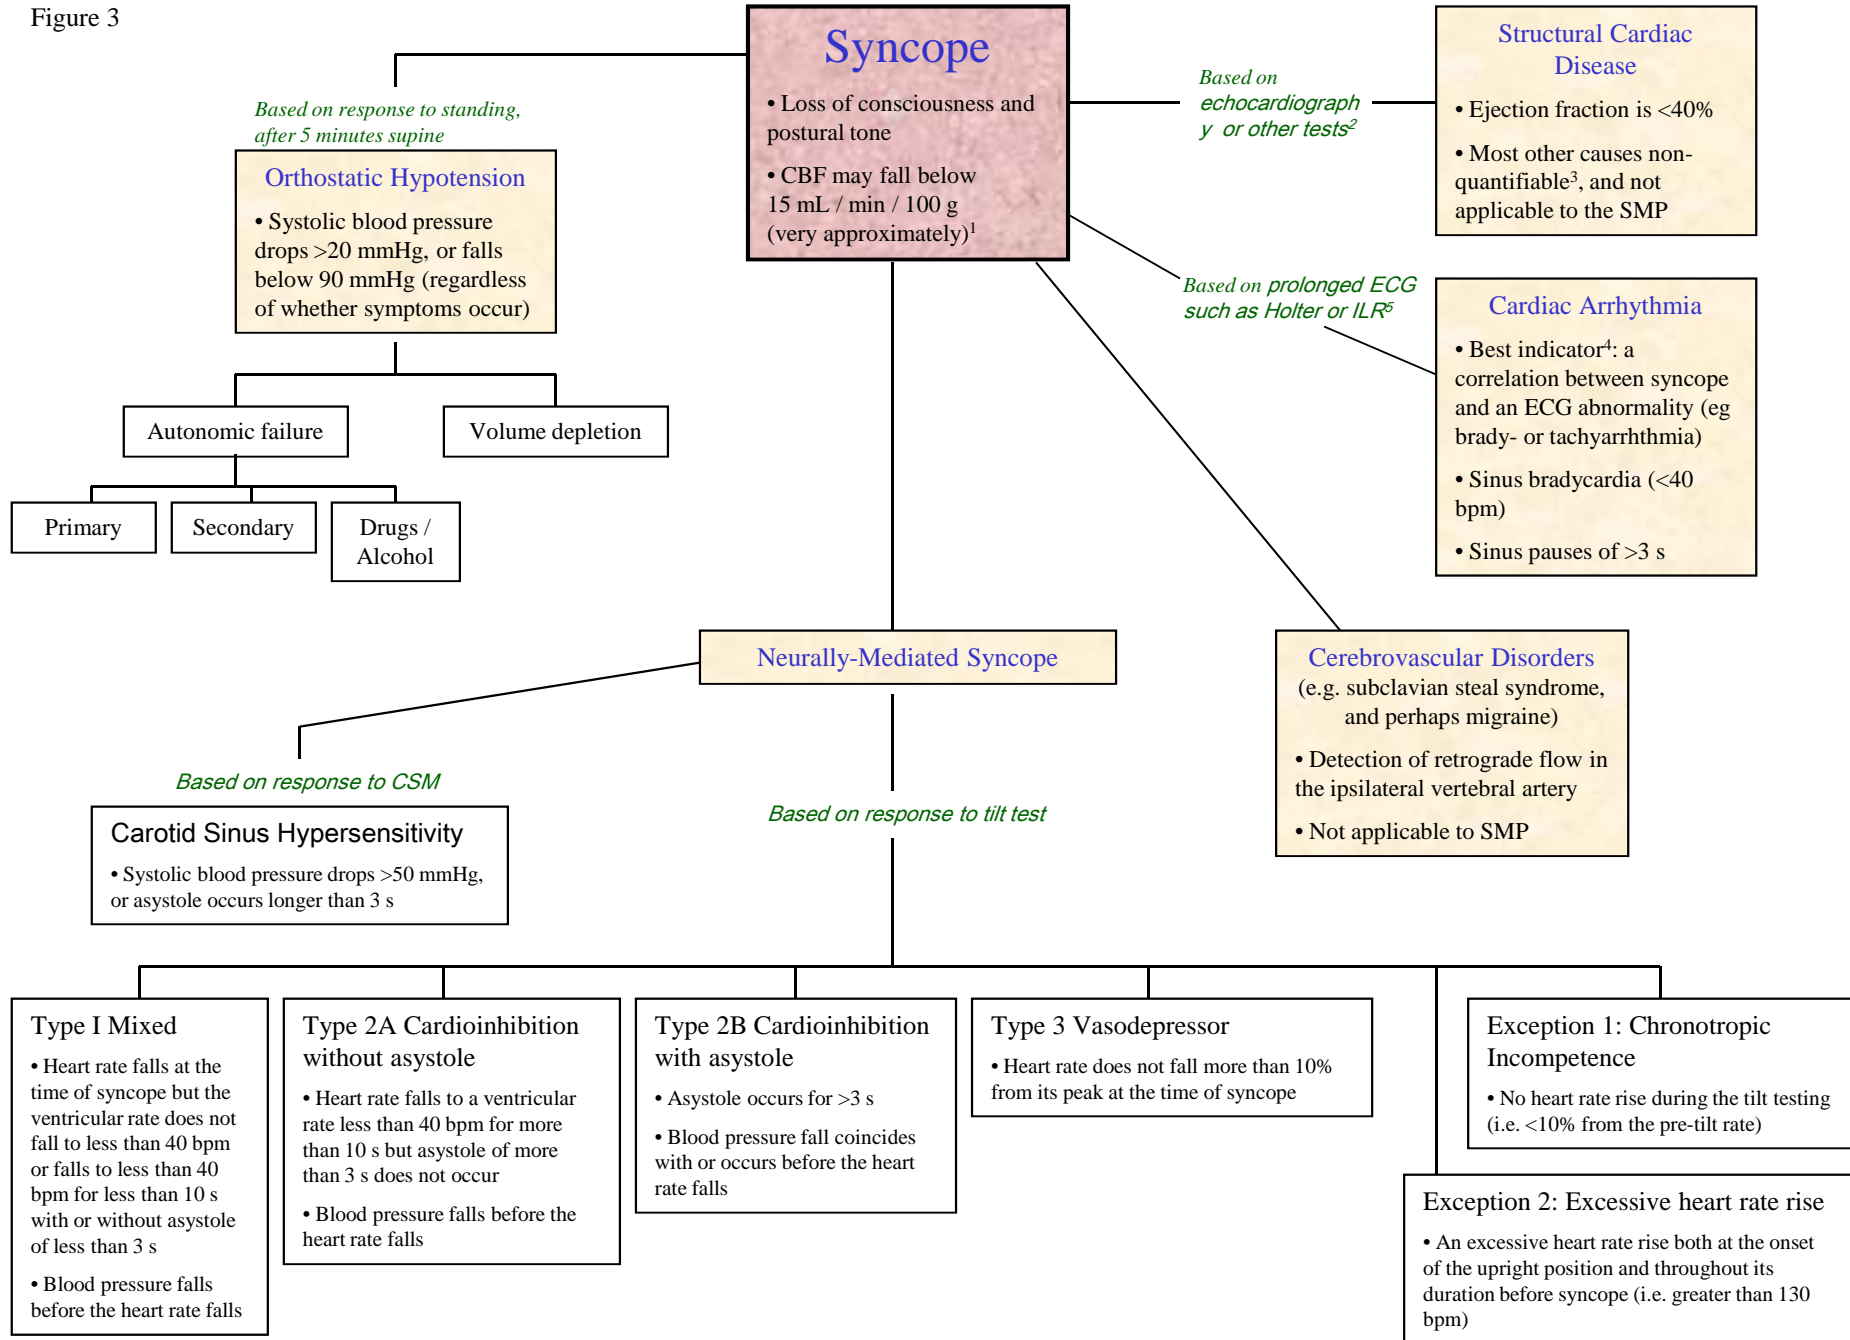 Figure 3
Syncope
• Loss of consciousness and
postural tone
• CBF may fall below
15 mL / min / 100 g
(very approximately)1
Based on response to standing,
after 5 minutes supine
Orthostatic Hypotension
• Systolic blood pressure
drops >20 mmHg, or falls
below 90 mmHg (regardless
of whether symptoms occur)
Autonomic failure
Volume depletion
Primary
Secondary
Drugs /
Alcohol
Based on
echocardiograph
y or other tests2
Structural Cardiac
Disease
• Ejection fraction is <40%
• Most other causes non-
quantifiable3, and not
applicable to the SMP
Based on prolonged ECG
such as Holter or ILR5
Cardiac Arrhythmia
• Best indicator4: a
correlation between syncope
and an ECG abnormality (eg
brady- or tachyarrhthmia)
• Sinus bradycardia (<40
bpm)
• Sinus pauses of >3 s
Neurally-Mediated Syncope
Cerebrovascular Disorders
(e.g. subclavian steal syndrome,
and perhaps migraine)
• Detection of retrograde flow in
the ipsilateral vertebral artery
• Not applicable to SMP
Based on response to CSM
Carotid Sinus Hypersensitivity
• Systolic blood pressure drops >50 mmHg,
or asystole occurs longer than 3 s
Based on response to tilt test
Type I Mixed
• Heart rate falls at the
time of syncope but the
ventricular rate does not
fall to less than 40 bpm
or falls to less than 40
bpm for less than 10 s
with or without asystole
of less than 3 s
• Blood pressure falls
before the heart rate falls
Type 2A Cardioinhibition
without asystole
• Heart rate falls to a ventricular
rate less than 40 bpm for more
than 10 s but asystole of more
than 3 s does not occur
• Blood pressure falls before the
heart rate falls
Type 2B Cardioinhibition
with asystole
• Asystole occurs for >3 s
• Blood pressure fall coincides
with or occurs before the heart
rate falls
Type 3 Vasodepressor
• Heart rate does not fall more than 10%
from its peak at the time of syncope
Exception 1: Chronotropic
Incompetence
• No heart rate rise during the tilt testing
(i.e. <10% from the pre-tilt rate)
Exception 2: Excessive heart rate rise
• An excessive heart rate rise both at the onset
of the upright position and throughout its
duration before syncope (i.e. greater than 130
bpm)